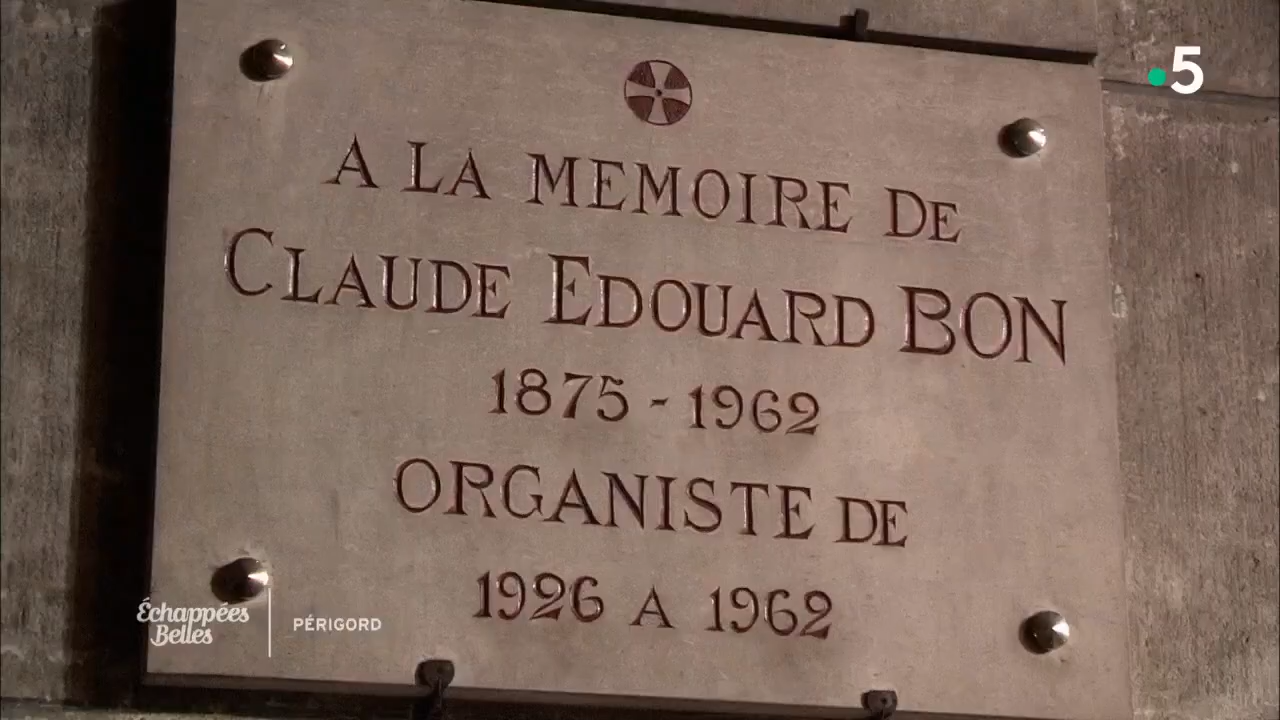 5
A LA MEMOIRE DE
CLAUDE EDOUARD BON
1875 - 1962
ORGANISTE DE
1926 A 1962
Échappées
Belles
PÉRIGORD